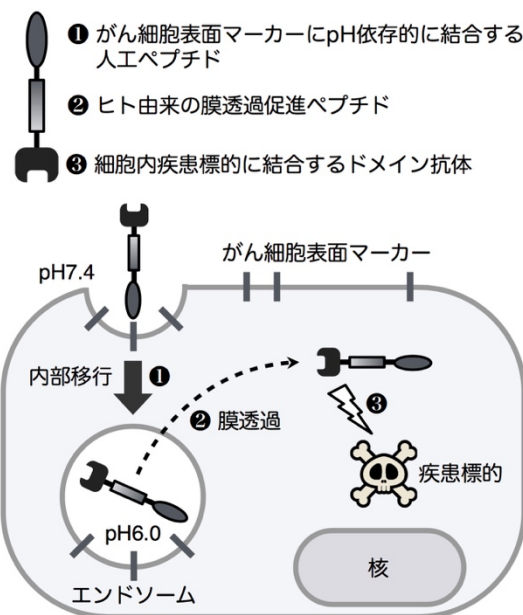 ❶ がん細胞表面マーカーにpH依存的に結合する
人工ペプチド
❷ ヒト由来の膜透過促進ペプチド
❸ 細胞内疾患標的に結合するドメイン抗体
pH7.4
がん細胞表面マーカー
内部移行 ❶
❷ 膜透過
❸
疾患標的
pH6.0
エンドソーム
核